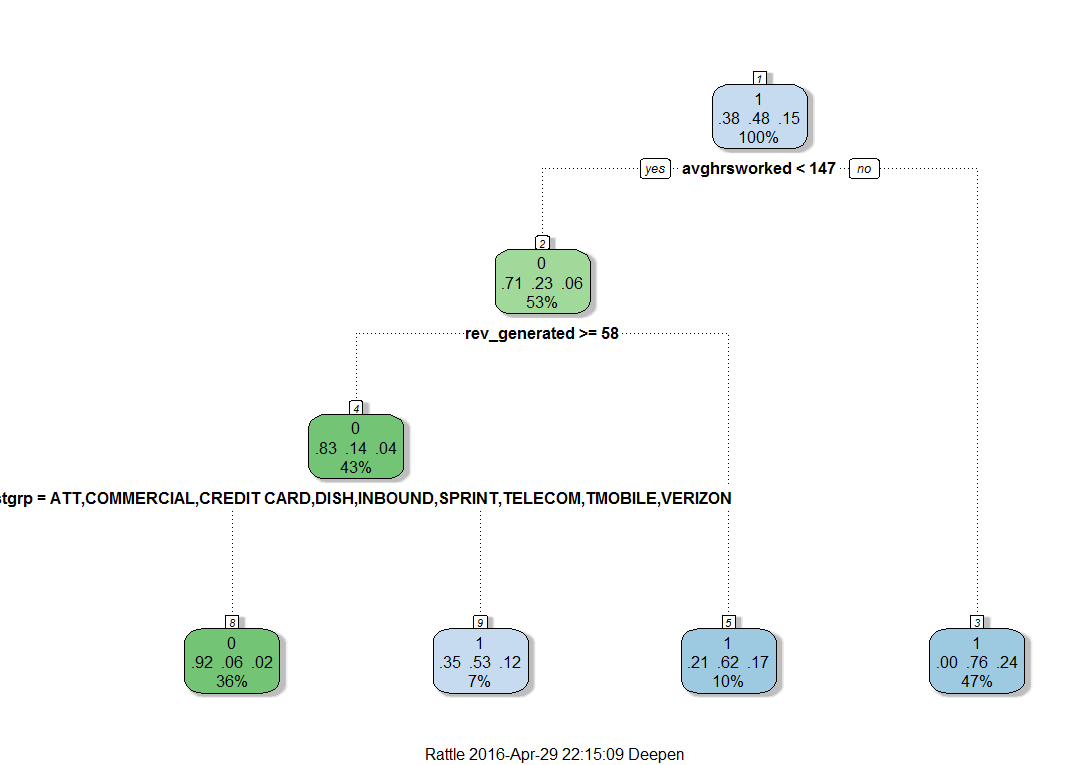 1
1
.38 .48 .15
100%
yes avghrsworked < 147 no
2
0
.71 .23 .06
53%
rev_generated >= 58
4
0
.83 .14 .04
43%
stgrp = ATT,COMMERCIAL,CREDIT CARD,DISH,INBOUND,SPRINT,TELECOM,TMOBILE,VERIZON
8
0
.92 .06 .02
36%
9
1
.35 .53 .12
7%
5
1
.21 .62 .17
10%
3
1
.00 .76 .24
47%
Rattle 2016-Apr-29 22:15:09 Deepen